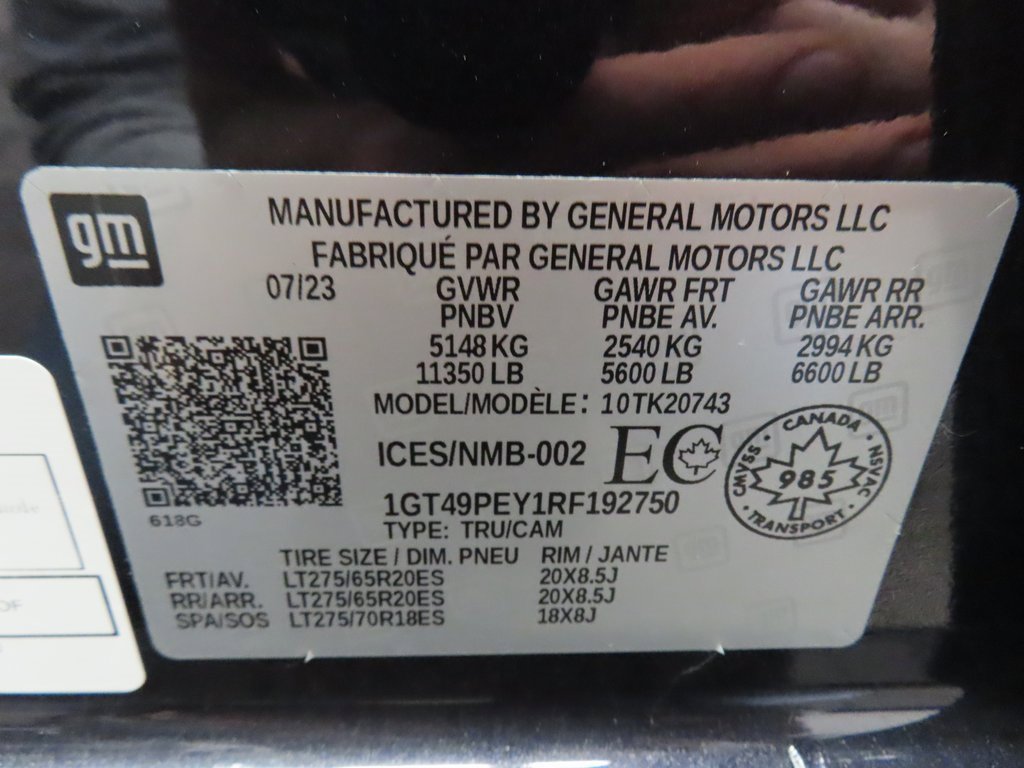 gm
MANUFACTURED BY GENERAL MOTORS LLC
FABRIQUÉ PAR GENERAL MOTORS LLC
07/23 GVWR GAWR FRT GAWR RR
PNBV PNBE AV. PNBE ARR.
5148 KG 2540 KG 2994 KG
11350 LB 5600 LB 6600 LB
MODEL/MODÈLE: 10TK20743
ICES/NMB-002 EC
CANADA
CMVSS 985 NSVAC
TRANSPORT
1GT49PEY1RF192750
618G
TYPE: TRU/CAM
TIRE SIZE / DIM. PNEU RIM / JANTE
FRT/AV. LT275/65R20ES 20X8.5J
RR/ARR. LT275/65R20ES 20X8.5J
SPA/SOS LT275/70R18ES 18X8J
OF